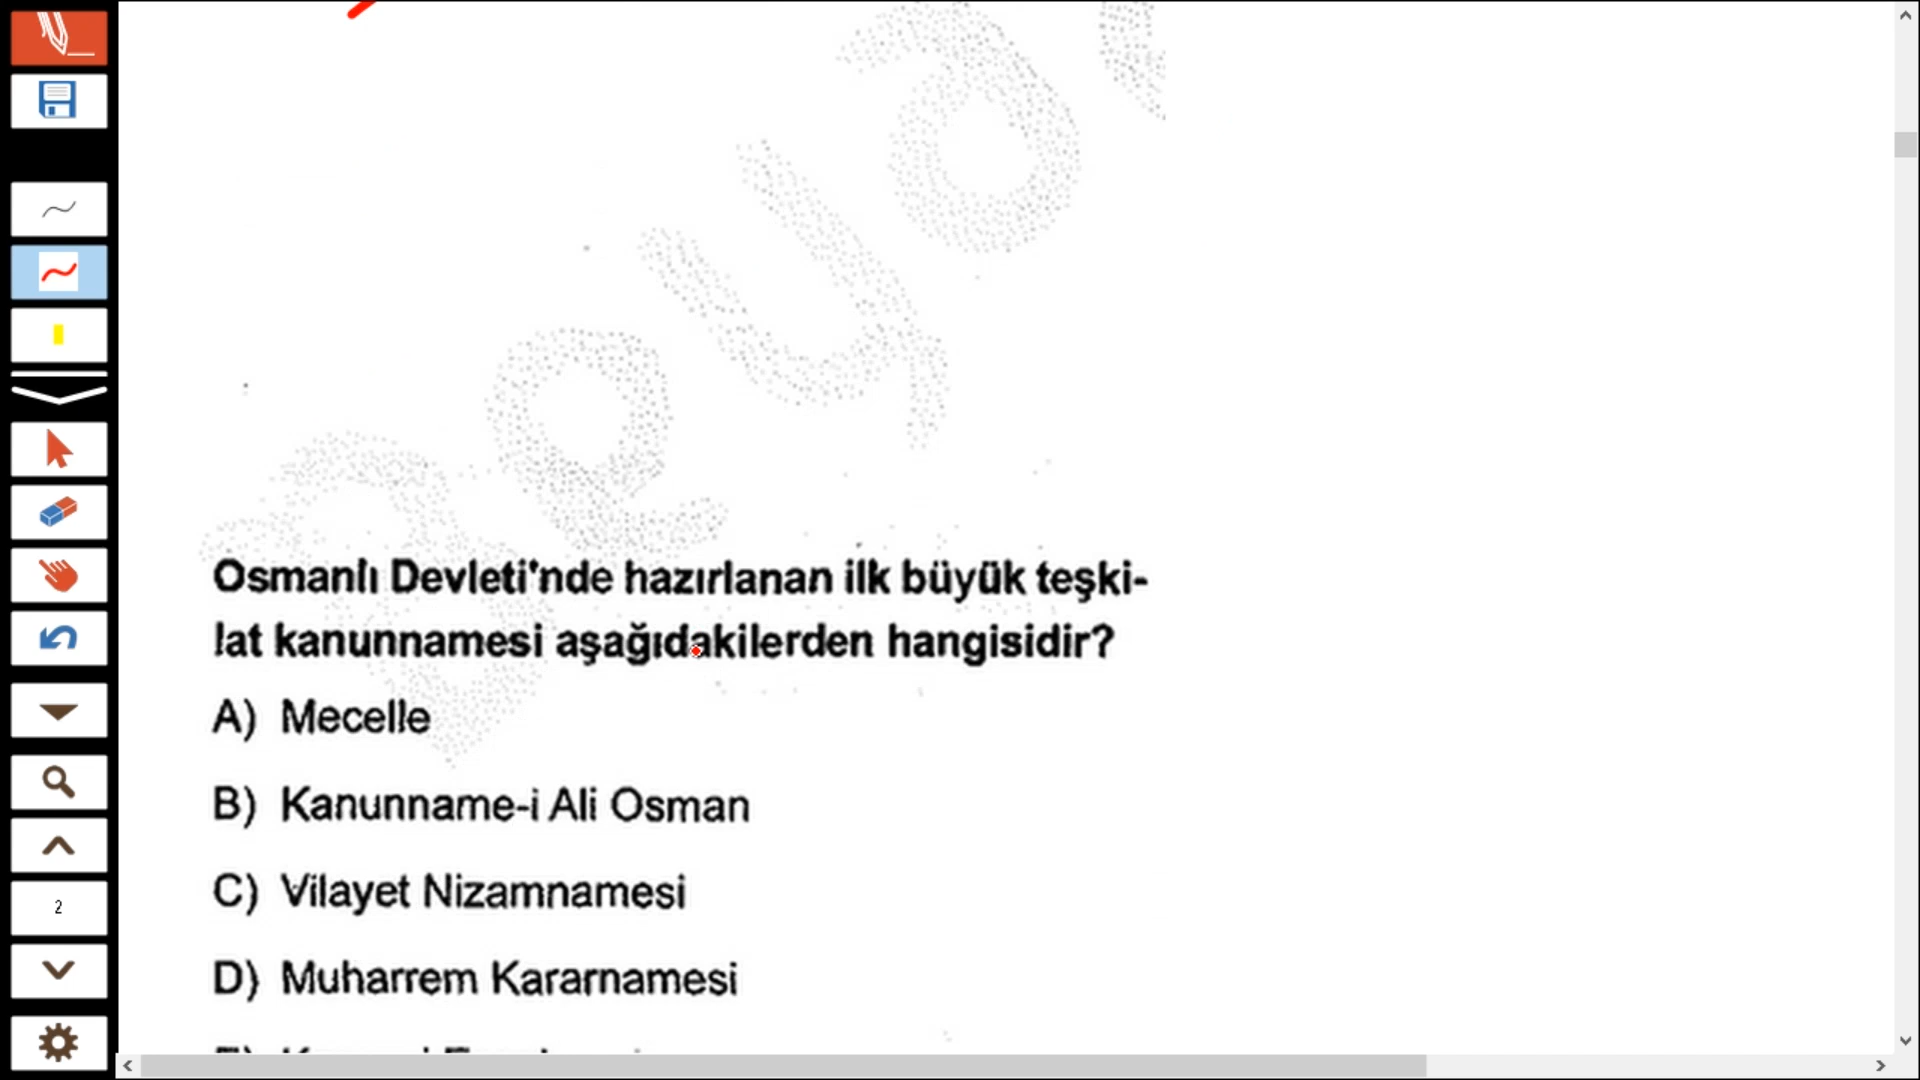 Osmanlı Devleti'nde hazırlanan ilk büyük teşki-
lat kanunnamesi aşağıdakilerden hangisidir?
A) Mecelle
B) Kanunname-i Ali Osman
C) Vilayet Nizamnamesi
D) Muharrem Kararnamesi
2